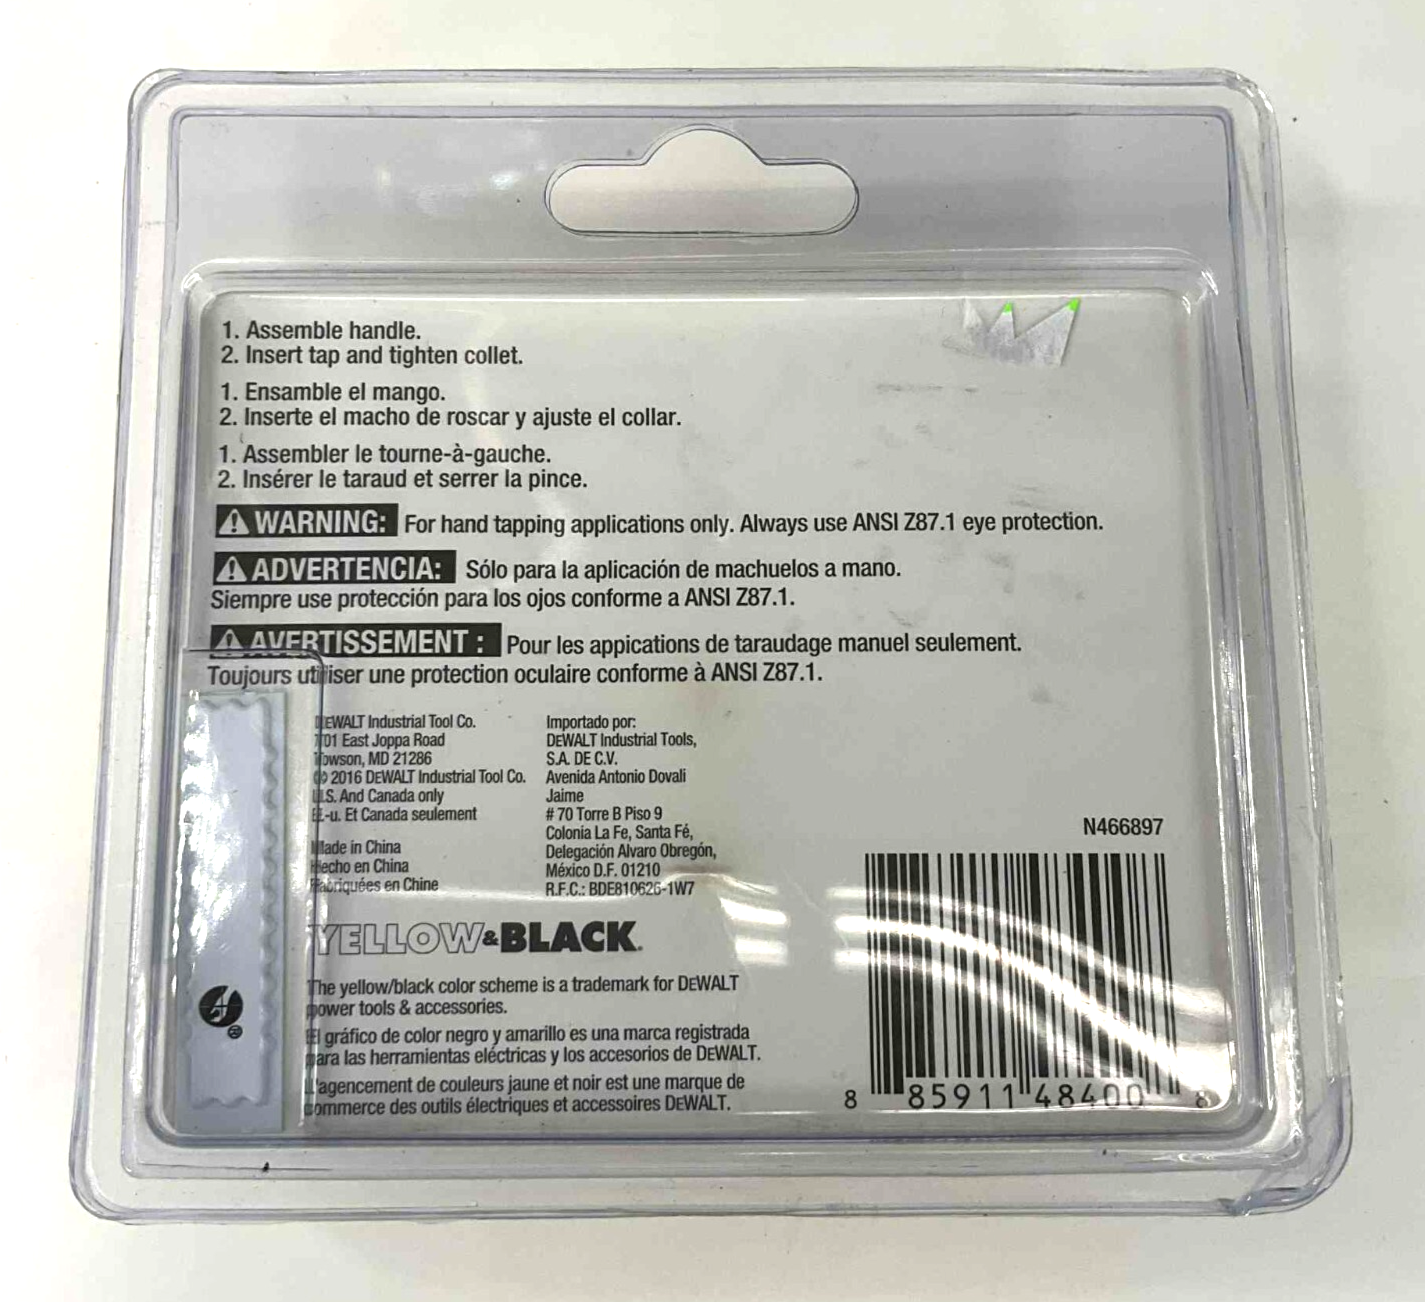 1. Assemble handle.
2. Insert tap and tighten collet.
1. Ensamble el mango.
2. Inserte el macho de roscar y ajuste el collar.
1. Assembler le tourne-à-gauche.
2. Insérer le taraud et serrer la pince.
WARNING: For hand tapping applications only. Always use ANSI Z87.1 eye protection.
ADVERTENCIA: Sólo para la aplicación de machuelos a mano.
Siempre use protección para los ojos conforme a ANSI Z87.1.
AVERTISSEMENT : Pour les appications de taraudage manuel seulement.
Toujours utiliser une protection oculaire conforme à ANSI Z87.1.
DEWALT Industrial Tool Co.
701 East Joppa Road
Towson, MD 21286
© 2016 DEWALT Industrial Tool Co.
U.S. And Canada only
EE-u. Et Canada seulement
Made in China
Hecho en China
Fabriquées en Chine
Importado por:
DEWALT Industrial Tools,
S.A. DE C.V.
Avenida Antonio Dovali
Jaime
# 70 Torre B Piso 9
Colonia La Fe, Santa Fé,
Delegación Alvaro Obregón,
México D.F. 01210
R.F.C.: BDE810626-1W7
YELLOW&BLACK.
The yellow/black color scheme is a trademark for DEWALT
power tools & accessories.
El gráfico de color negro y amarillo es una marca registrada
para las herramientas eléctricas y los accesorios de DEWALT.
L'agencement de couleurs jaune et noir est une marque de
commerce des outils électriques et accessoires DEWALT.
N466897
8 85911 48400 8